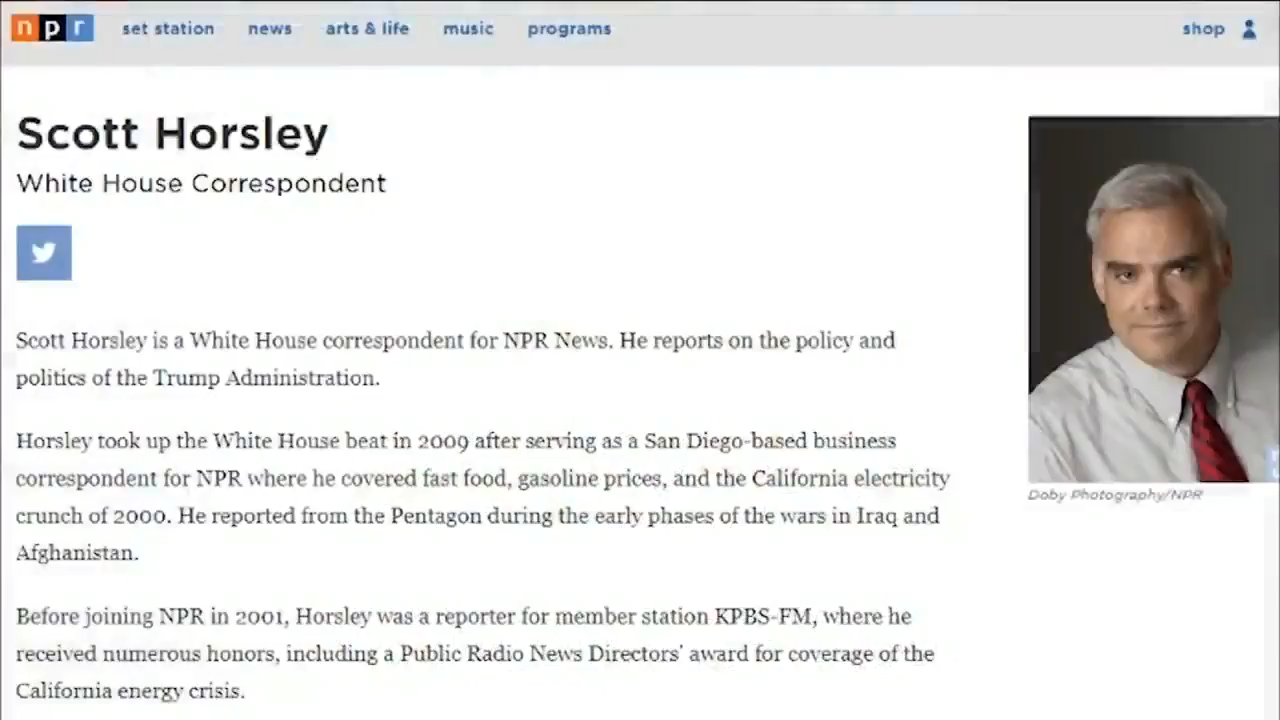 npr set station news arts & life music programs shop
Scott Horsley
White House Correspondent
Scott Horsley is a White House correspondent for NPR News. He reports on the policy and
politics of the Trump Administration.
Horsley took up the White House beat in 2009 after serving as a San Diego-based business
correspondent for NPR where he covered fast food, gasoline prices, and the California electricity
crunch of 2000. He reported from the Pentagon during the early phases of the wars in Iraq and
Afghanistan.
Before joining NPR in 2001, Horsley was a reporter for member station KPBS-FM, where he
received numerous honors, including a Public Radio News Directors' award for coverage of the
California energy crisis.
Doby Photography/NPR